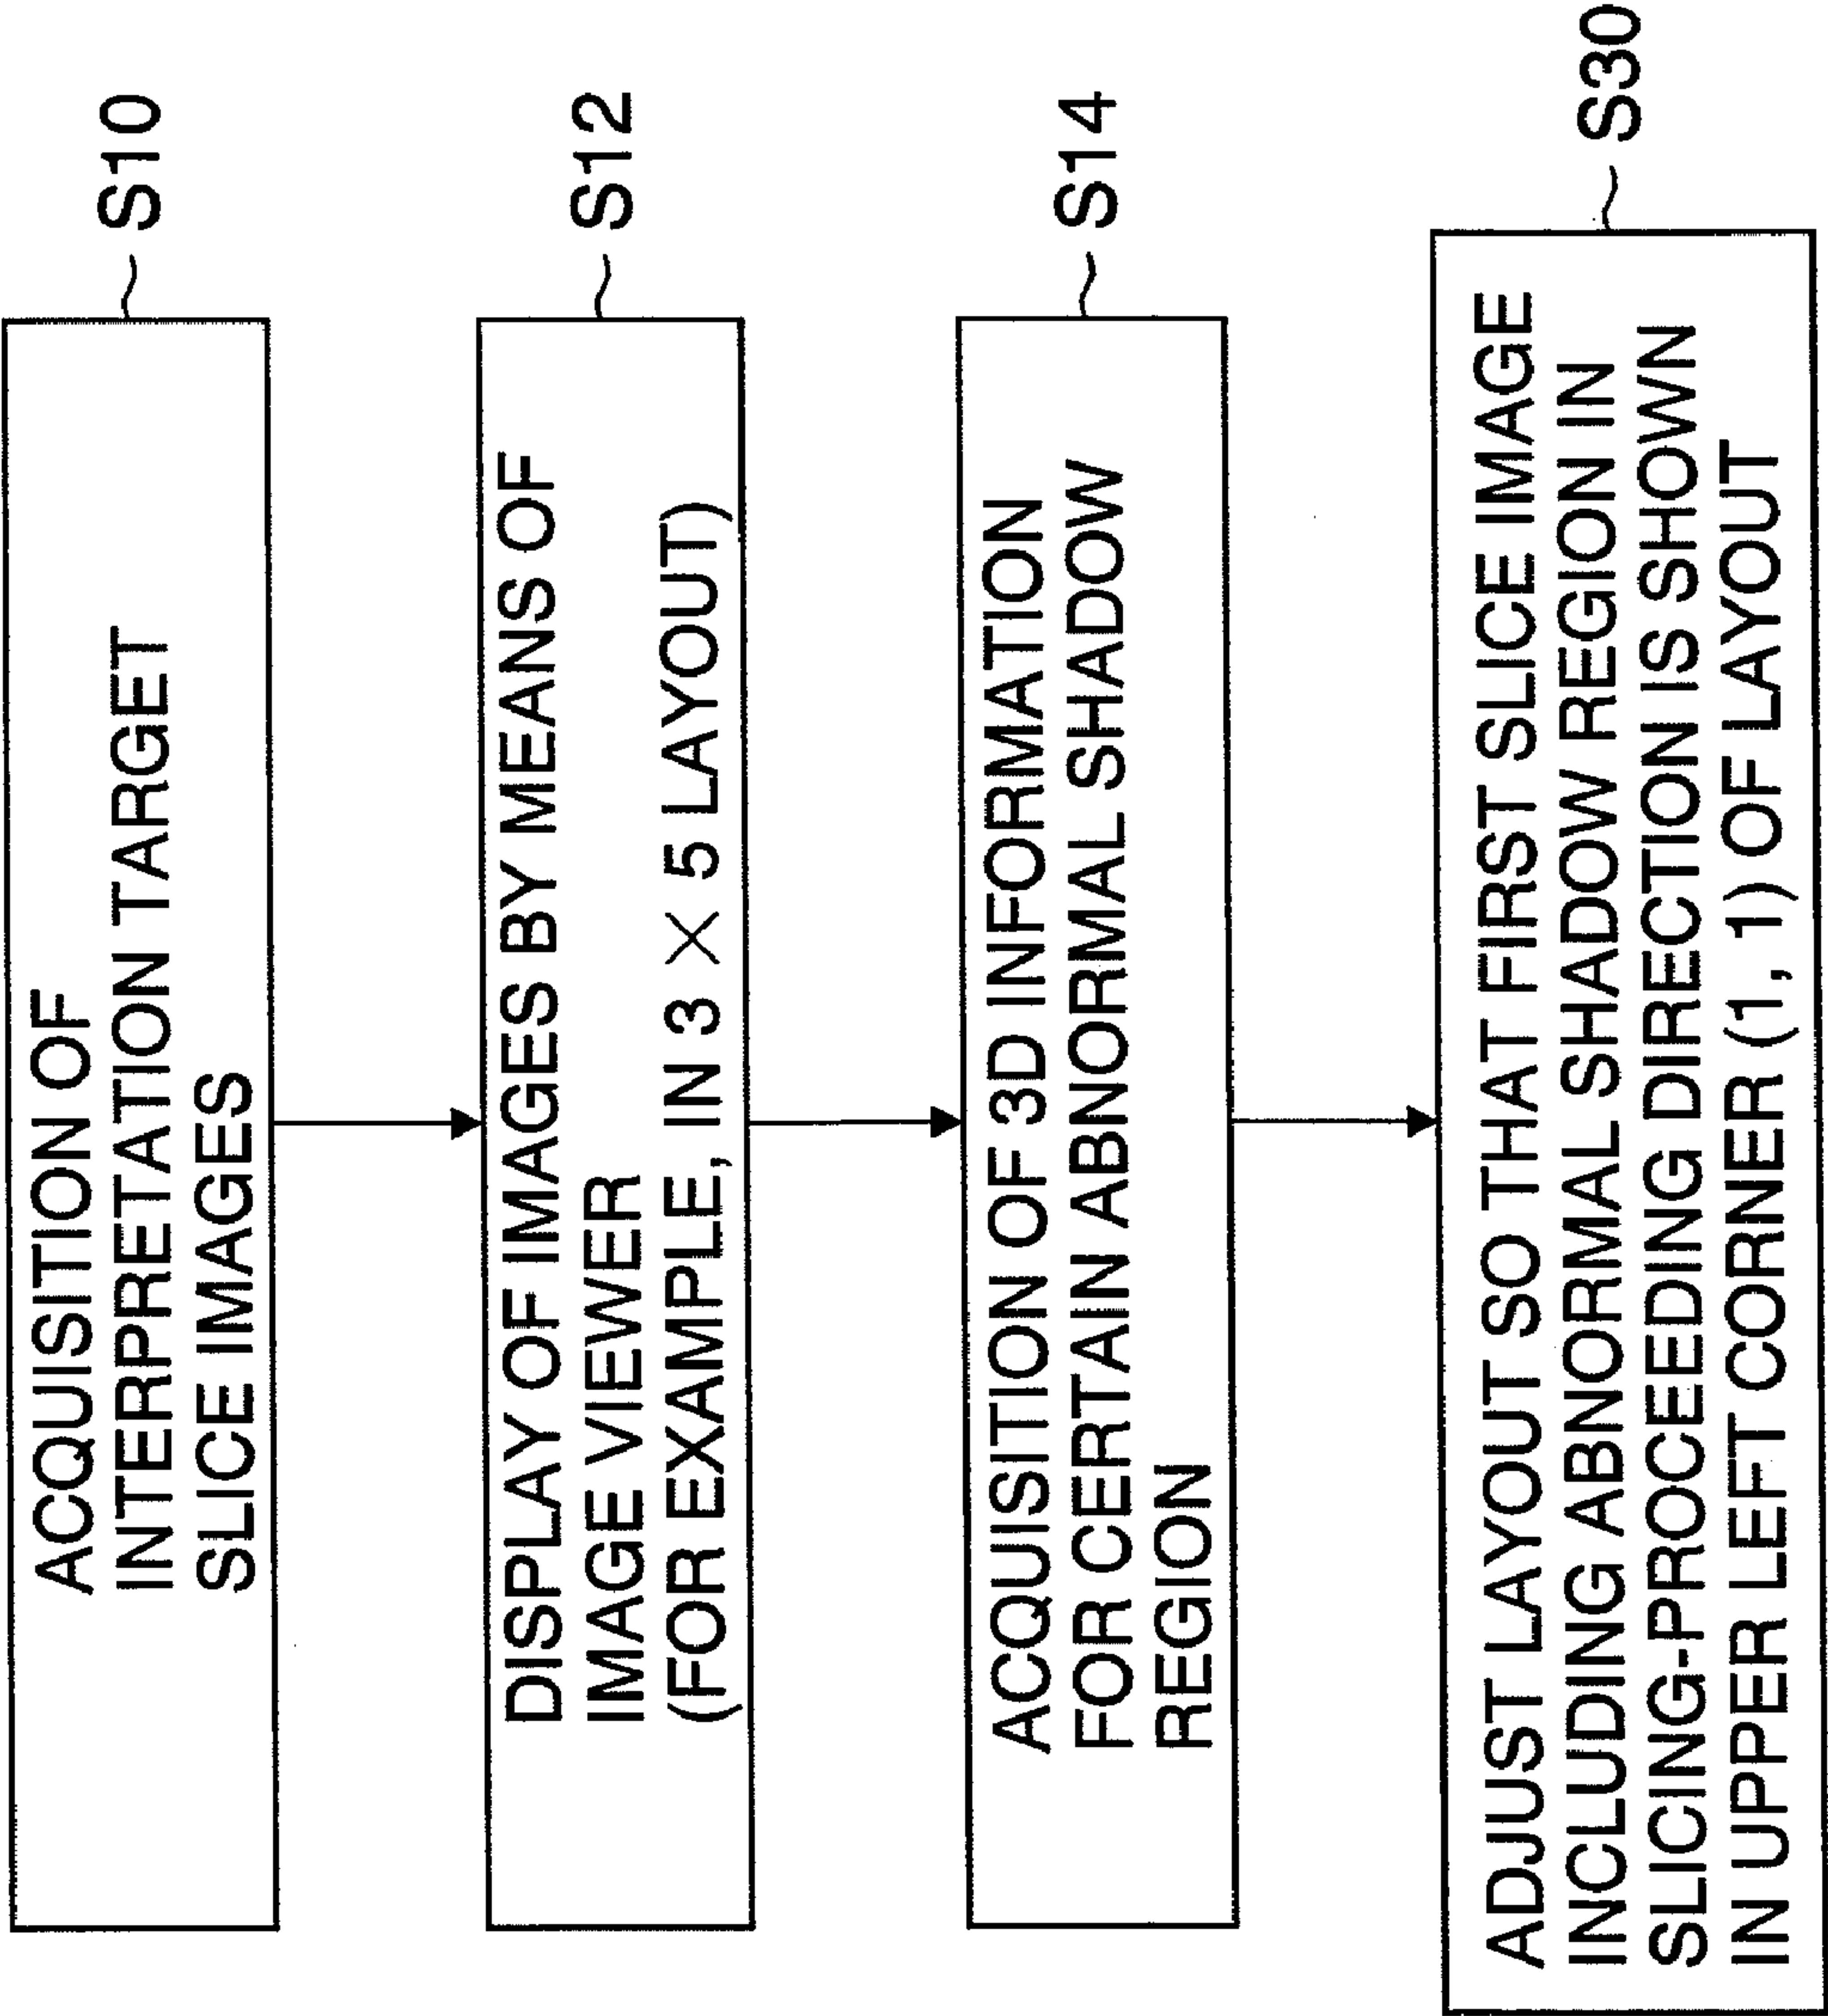 ACQUISITION OF
INTERPRETATION TARGET
SLICE IMAGES
S10
DISPLAY OF IMAGES BY MEANS OF
IMAGE VIEWER
(FOR EXAMPLE, IN 3 × 5 LAYOUT)
S12
ACQUISITION OF 3D INFORMATION
FOR CERTAIN ABNORMAL SHADOW
REGION
S14
ADJUST LAYOUT SO THAT FIRST SLICE IMAGE
INCLUDING ABNORMAL SHADOW REGION IN
SLICING-PROCEEDING DIRECTION IS SHOWN
IN UPPER LEFT CORNER (1, 1) OF LAYOUT
S30